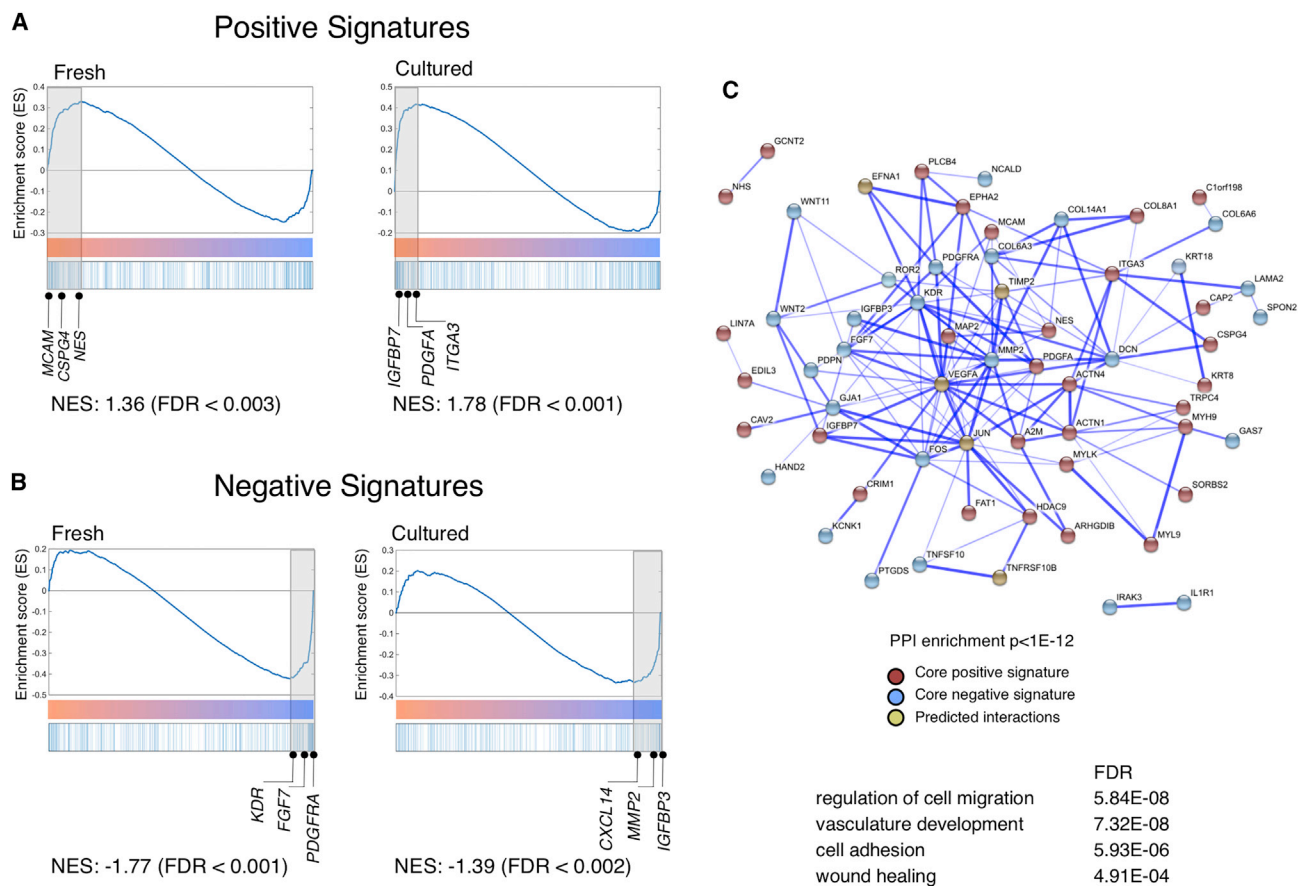 A
Positive Signatures
Fresh
Enrichment score (ES)
0.4
0.3
0.2
0.1
0
-0.1
-0.2
-0.3
MCAM
CSPG4
NES
NES: 1.36 (FDR < 0.003)
Cultured
0.5
0.4
0.3
0.2
0.1
0
-0.1
-0.2
IGFBP7
PDGFA
ITGA3
NES: 1.78 (FDR < 0.001)
B
Negative Signatures
Fresh
Enrichment score (ES)
0.2
0.1
0
-0.1
-0.2
-0.3
-0.4
-0.5
KDR
FGF7
PDGFRA
NES: -1.77 (FDR < 0.001)
Cultured
Enrichment score (ES)
0.3
0.2
0.1
0
-0.1
-0.2
-0.3
-0.4
CXCL14
MMP2
IGFBP3
NES: -1.39 (FDR < 0.002)
C
GCNT2
NHS
PLCB4
NCALD
EFNA1
EPHA2
C1orf198
WNT11
COL14A1
COL8A1
COL6A6
MCAM
COL6A3
PDGFRA
ITGA3
KRT18
ROR2
TIMP2
LAMA2
KDR
CAP2
SPON2
WNT2
IGFBP3
LIN7A
MAP2
NES
CSPG4
FGF7
MMP2
DCN
PDPN
PDGFA
EDIL3
VEGFA
ACTN4
KRT8
GJA1
TRPC4
CAV2
IGFBP7
JUN
A2M
ACTN1
MYH9
GAS7
FOS
HAND2
MYLK
CRIM1
SORBS2
FAT1
HDAC9
KCNK1
ARHGDIB
MYL9
TNFSF10
PTGDS
TNFRSF10B
IRAK3
IL1R1
PPI enrichment p<1E-12
Core positive signature
Core negative signature
Predicted interactions
FDR
regulation of cell migration 5.84E-08
vasculature development 7.32E-08
cell adhesion 5.93E-06
wound healing 4.91E-04